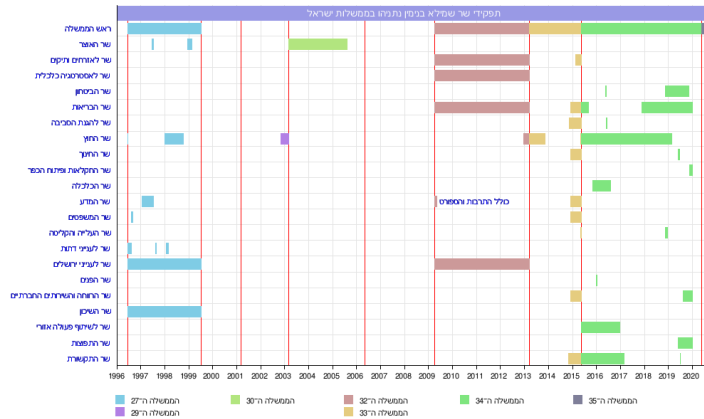 תפקידי שר שמילא בנימין נתניהו בממשלות ישראל
ראש הממשלה
שר האוצר
שר לאזרחים ותיקים
שר לאסטרטגיה כלכלית
שר הביטחון
שר הבריאות
שר להגנת הסביבה
שר החוץ
שר החינוך
שר החקלאות ופיתוח הכפר
שר הכלכלה
שר המדע
כולל התרבות והספורט
שר המשפטים
שר העלייה והקליטה
שר לענייני דתות
שר לענייני ירושלים
שר הפנים
שר הרווחה והשירותים החברתיים
שר השיכון
שר לשיתוף פעולה אזורי
שר התפוצות
שר התקשורת
1996 1997 1998 1999 2000 2001 2002 2003 2004 2005 2006 2007 2008 2009 2010 2011 2012 2013 2014 2015 2016 2017 2018 2019 2020
הממשלה ה־27 הממשלה ה־30 הממשלה ה־32 הממשלה ה־34 הממשלה ה־35
הממשלה ה־29 הממשלה ה־33